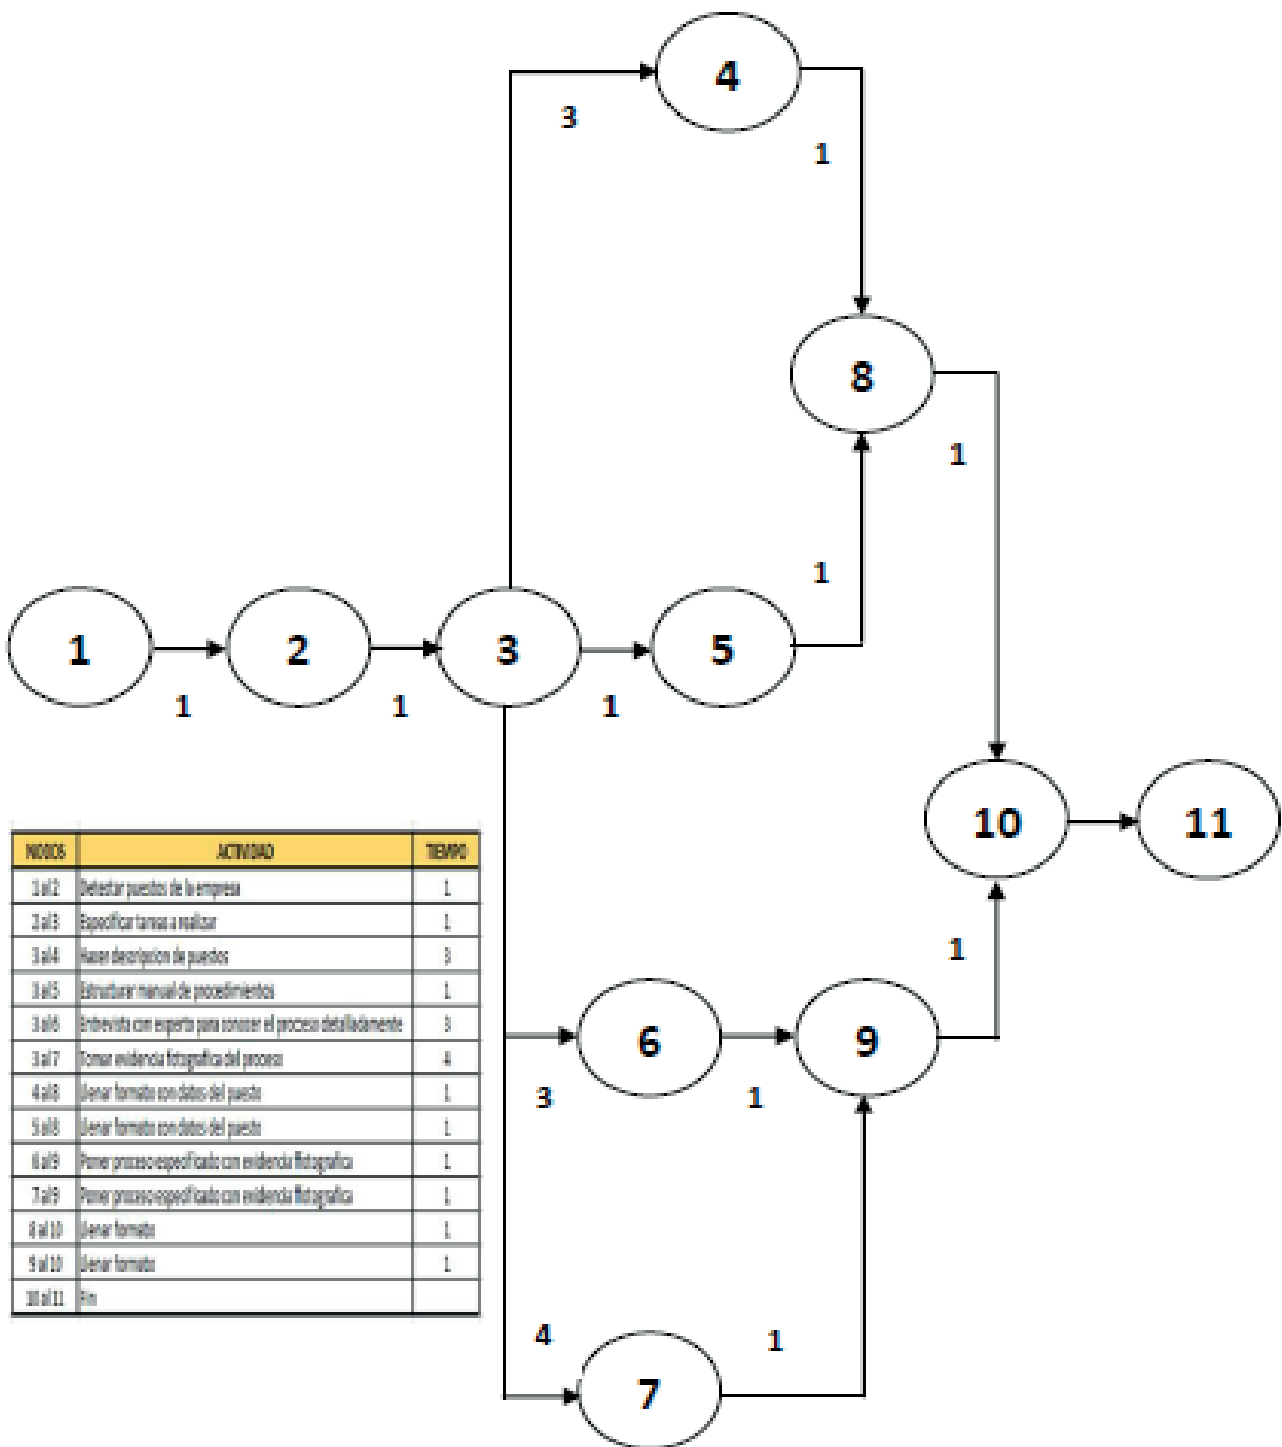 4
3
1
8
1
1
1
2
3
5
1
1
1
10
11
NODOS ACTIVIDAD TIEMPO
1 al 2 Detectar puestos de la empresa 1
2 al 3 Especificar tareas a realizar 1
3 al 4 Hacer descripcion de puestos 3
3 al 5 Estructurar manual de procedimientos 1
3 al 6 Entrevista con experto para conocer el proceso detalladamente 3
3 al 7 Tomar evidencia fotografica del proceso 4
4 al 8 Llenar formato con datos del puesto 1
5 al 8 Llenar formato con datos del puesto 1
6 al 9 Poner proceso especificado con evidencia 1
7 al 9 Poner proceso especificado con evidencia 1
8 al 10 Llenar formato 1
9 al 10 Llenar formato 1
10 al 11 Fin
1
6
9
3
1
4
1
7